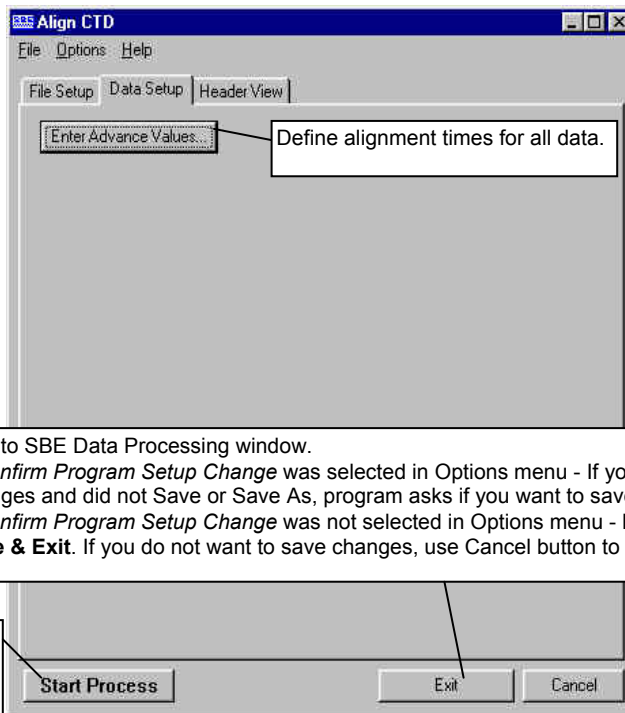 SBE Align CTD
File Options Help
File Setup Data Setup Header View
Enter Advance Values...
Define alignment times for all data.
to SBE Data Processing window.
nfirm Program Setup Change was selected in Options menu - If yo
ges and did not Save or Save As, program asks if you want to save
nfirm Program Setup Change was not selected in Options menu -
e & Exit. If you do not want to save changes, use Cancel button to
Start Process Exit Cancel